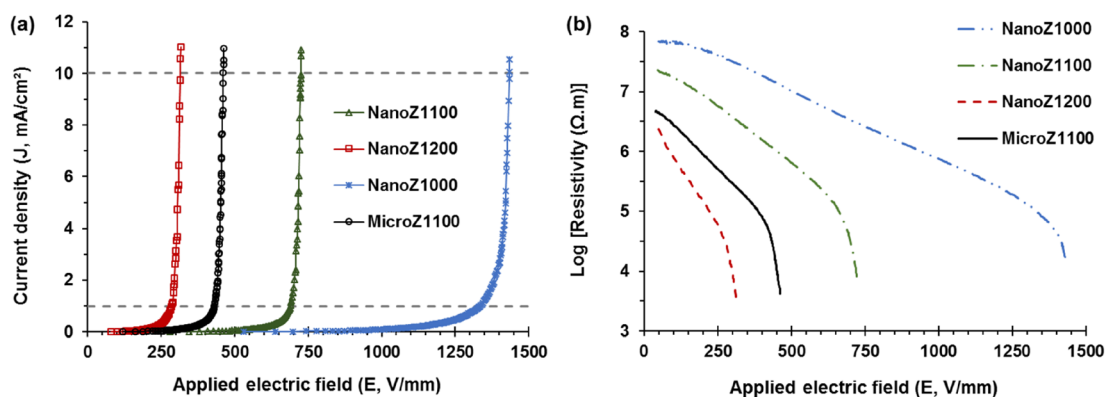 (a)
12
10
8
6
4
2
0
Current density (J, mA/cm²)
NanoZ1100
NanoZ1200
NanoZ1000
MicroZ1100
0 250 500 750 1000 1250 1500
Applied electric field (E, V/mm)
(b)
8
7
6
5
4
3
Log [Resistivity (Ω.m)]
NanoZ1000
NanoZ1100
NanoZ1200
MicroZ1100
0 250 500 750 1000 1250 1500
Applied electric field (E, V/mm)